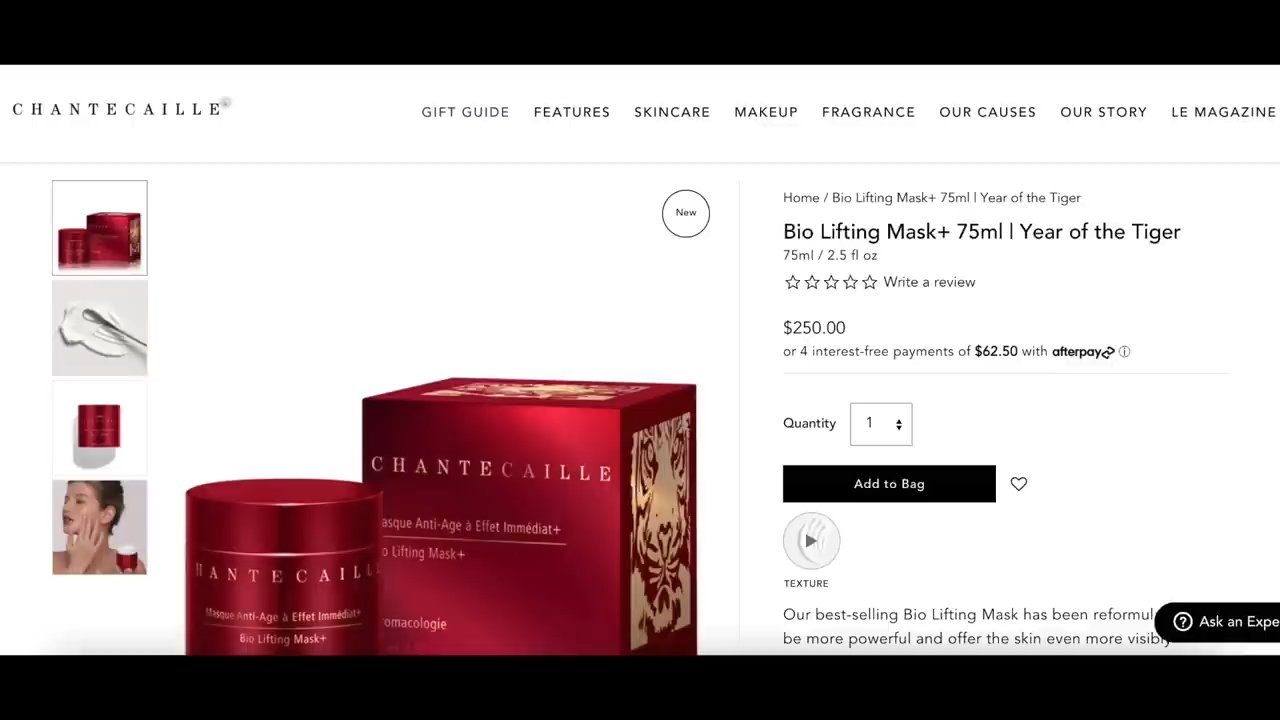 CHANTECAILLE
GIFT GUIDE FEATURES SKINCARE MAKEUP FRAGRANCE OUR CAUSES OUR STORY LE MAGAZINE
New
Home / Bio Lifting Mask+ 75ml | Year of the Tiger
Bio Lifting Mask+ 75ml | Year of the Tiger
75ml / 2.5 fl oz
Write a review
$250.00
or 4 interest-free payments of $62.50 with afterpay
Quantity 1
Add to Bag
TEXTURE
Our best-selling Bio Lifting Mask has been reformul
be more powerful and offer the skin even more visibly
Ask an Expe
CHANTECAILLE
asque Anti-Age à Effet Immédiat+
o Lifting Mask+
romacologie
HANTECAILL
Masque Anti-Age à Effet Immédiat+
Bio Lifting Mask+